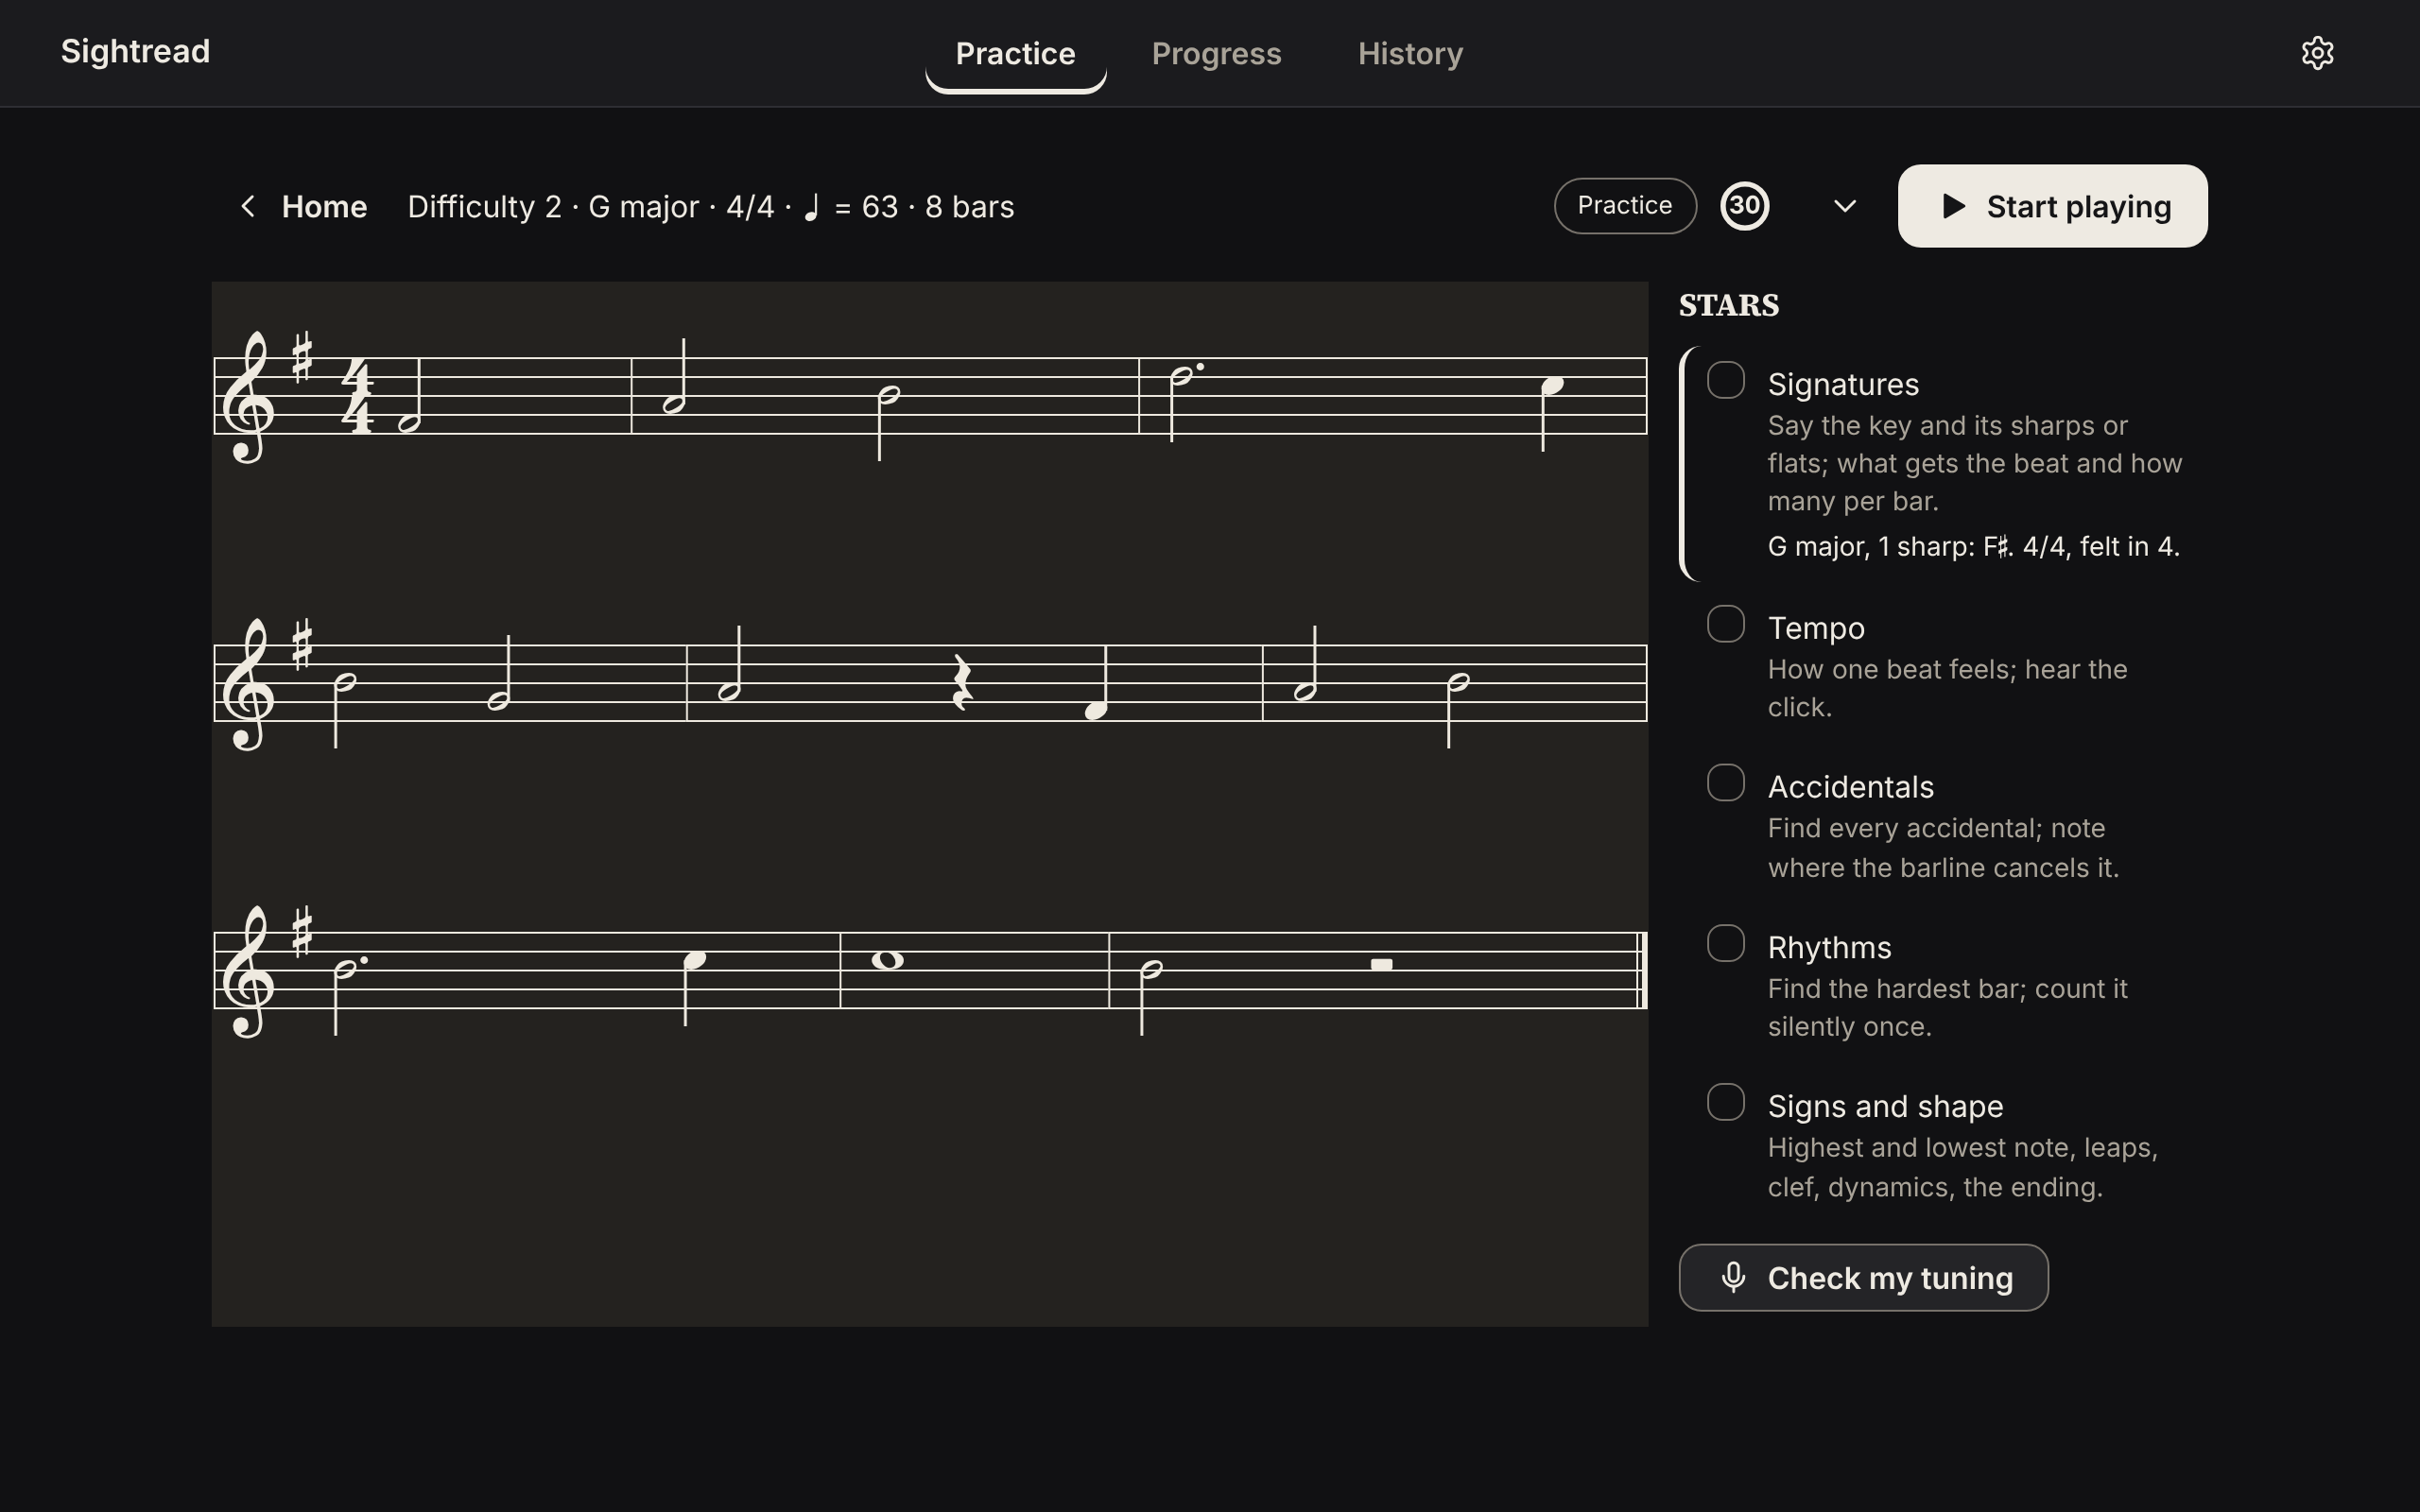 Sightread
Practice
Progress
History
Home
Difficulty 2 · G major · 4/4 · ♩ = 63 · 8 bars
Practice
30
Start playing
STARS
Signatures
Say the key and its sharps or
flats; what gets the beat and how
many per bar.
G major, 1 sharp: F♯. 4/4, felt in 4.
Tempo
How one beat feels; hear the
click.
Accidentals
Find every accidental; note
where the barline cancels it.
Rhythms
Find the hardest bar; count it
silently once.
Signs and shape
Highest and lowest note, leaps,
clef, dynamics, the ending.
Check my tuning
4
4